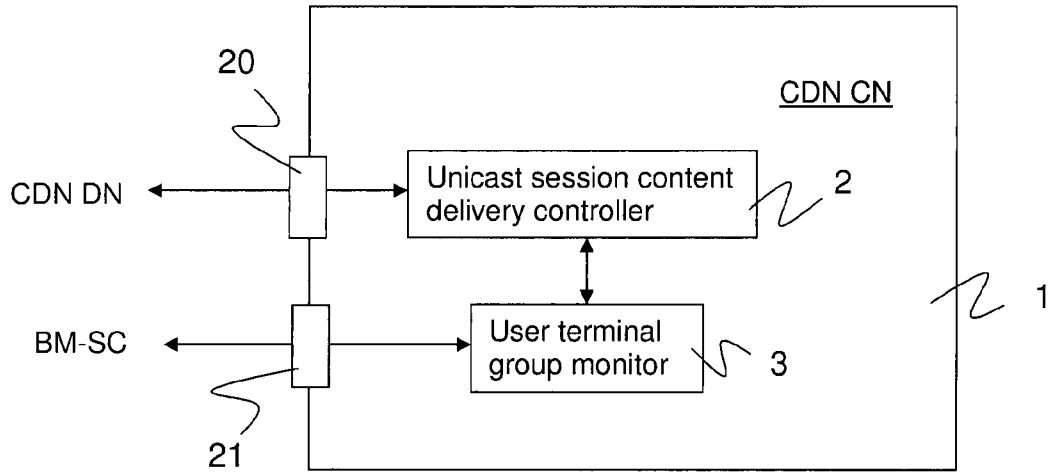 20
CDN CN
CDN DN
Unicast session content
delivery controller
2
1
BM-SC
User terminal
group monitor
3
21